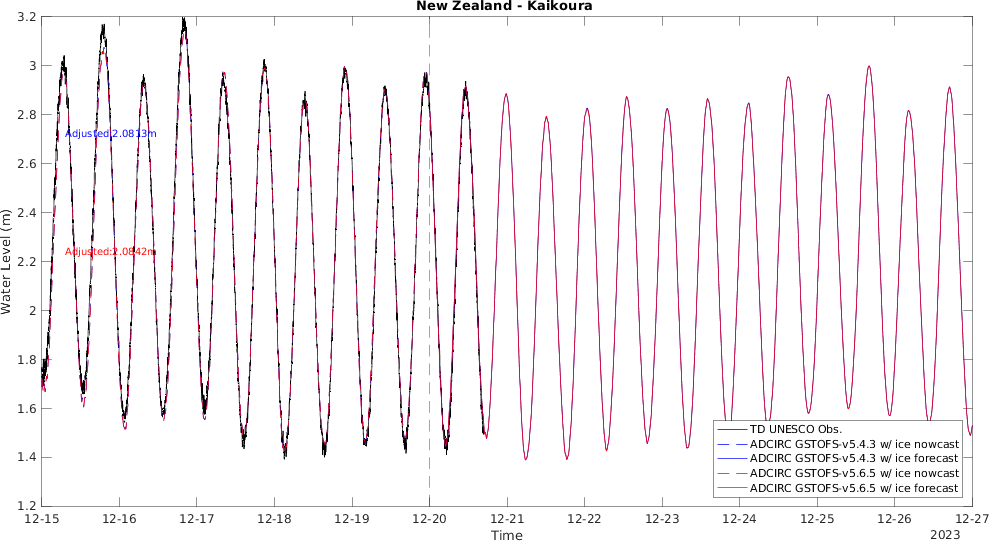 New Zealand - Kaikoura
3.2
3
2.8
2.6
2.4
2.2
2
1.8
1.6
1.4
1.2
Water Level (m)
Adjusted:2.0813m
Adjusted:2.0842m
TD UNESCO Obs.
ADCIRC GSTOFS-v5.4.3 w/ ice nowcast
ADCIRC GSTOFS-v5.4.3 w/ ice forecast
ADCIRC GSTOFS-v5.6.5 w/ ice nowcast
ADCIRC GSTOFS-v5.6.5 w/ ice forecast
12-15 12-16 12-17 12-18 12-19 12-20 12-21 12-22 12-23 12-24 12-25 12-26 12-27
Time
2023